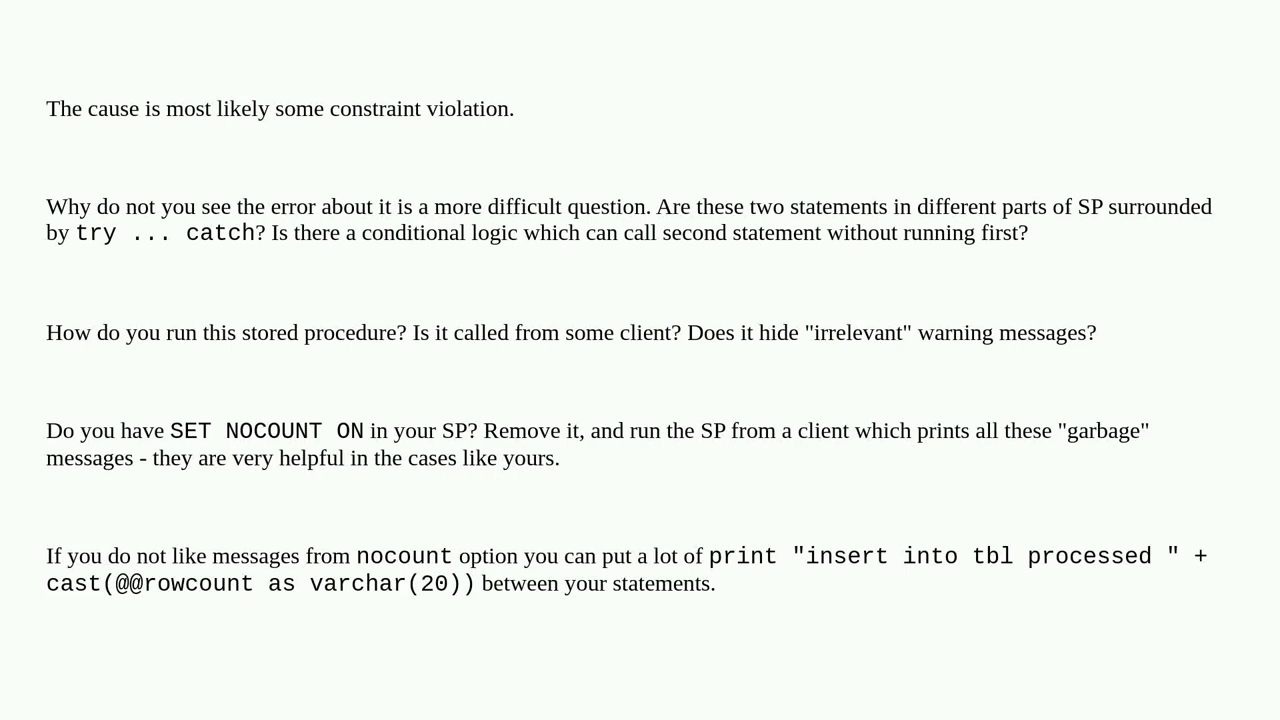 The cause is most likely some constraint violation.
Why do not you see the error about it is a more difficult question. Are these two statements in different parts of SP surrounded
by try ... catch? Is there a conditional logic which can call second statement without running first?
How do you run this stored procedure? Is it called from some client? Does it hide "irrelevant" warning messages?
Do you have SET NOCOUNT ON in your SP? Remove it, and run the SP from a client which prints all these "garbage"
messages - they are very helpful in the cases like yours.
If you do not like messages from nocount option you can put a lot of print "insert into tbl processed " +
cast(@@rowcount as varchar(20)) between your statements.